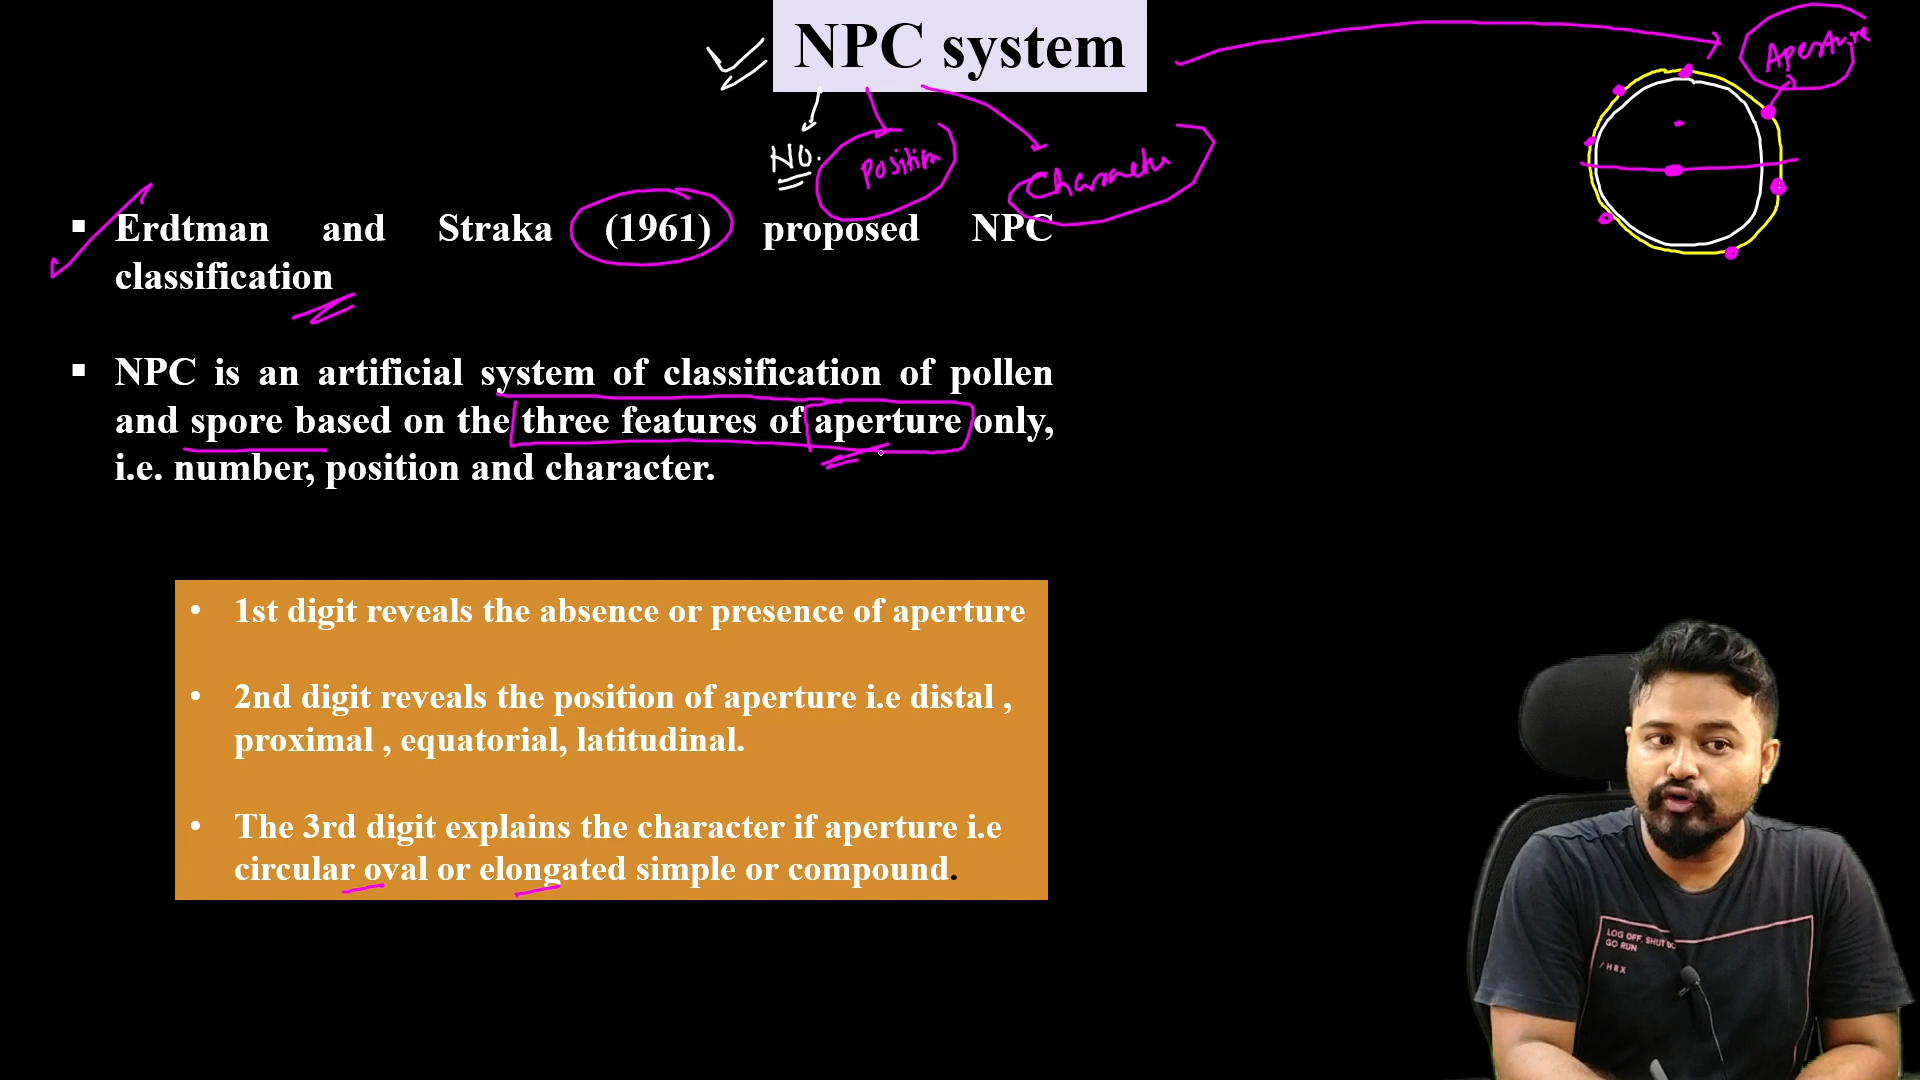 NPC system
Aperture
No.
Position
Character
▪ Erdtman and Straka (1961) proposed NPC
classification
▪ NPC is an artificial system of classification of pollen
and spore based on the three features of aperture only,
i.e. number, position and character.
• 1st digit reveals the absence or presence of aperture
• 2nd digit reveals the position of aperture i.e distal ,
proximal , equatorial, latitudinal.
• The 3rd digit explains the character if aperture i.e
circular oval or elongated simple or compound.
LOG OFF, SHUT DO
GO RUN
/HEX